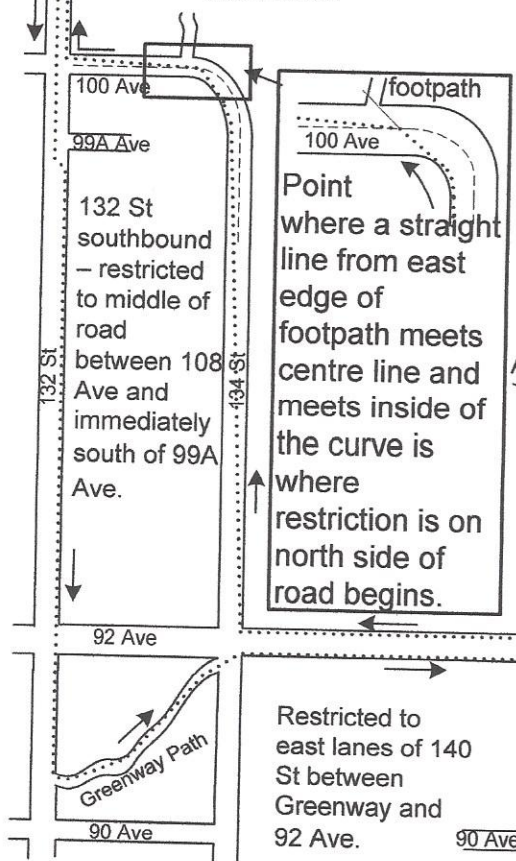 100 Ave
99A Ave
132 St
southbound
– restricted
to middle of
road
between 108
Ave and
immediately
south of 99A
Ave.
132 St
134 St
footpath
100 Ave
Point
where a straight
line from east
edge of
footpath meets
centre line and
meets inside of
the curve is
where
restriction is on
north side of
road begins.
92 Ave
Greenway Path
90 Ave
Restricted to
east lanes of 140
St between
Greenway and
92 Ave.
90 Ave